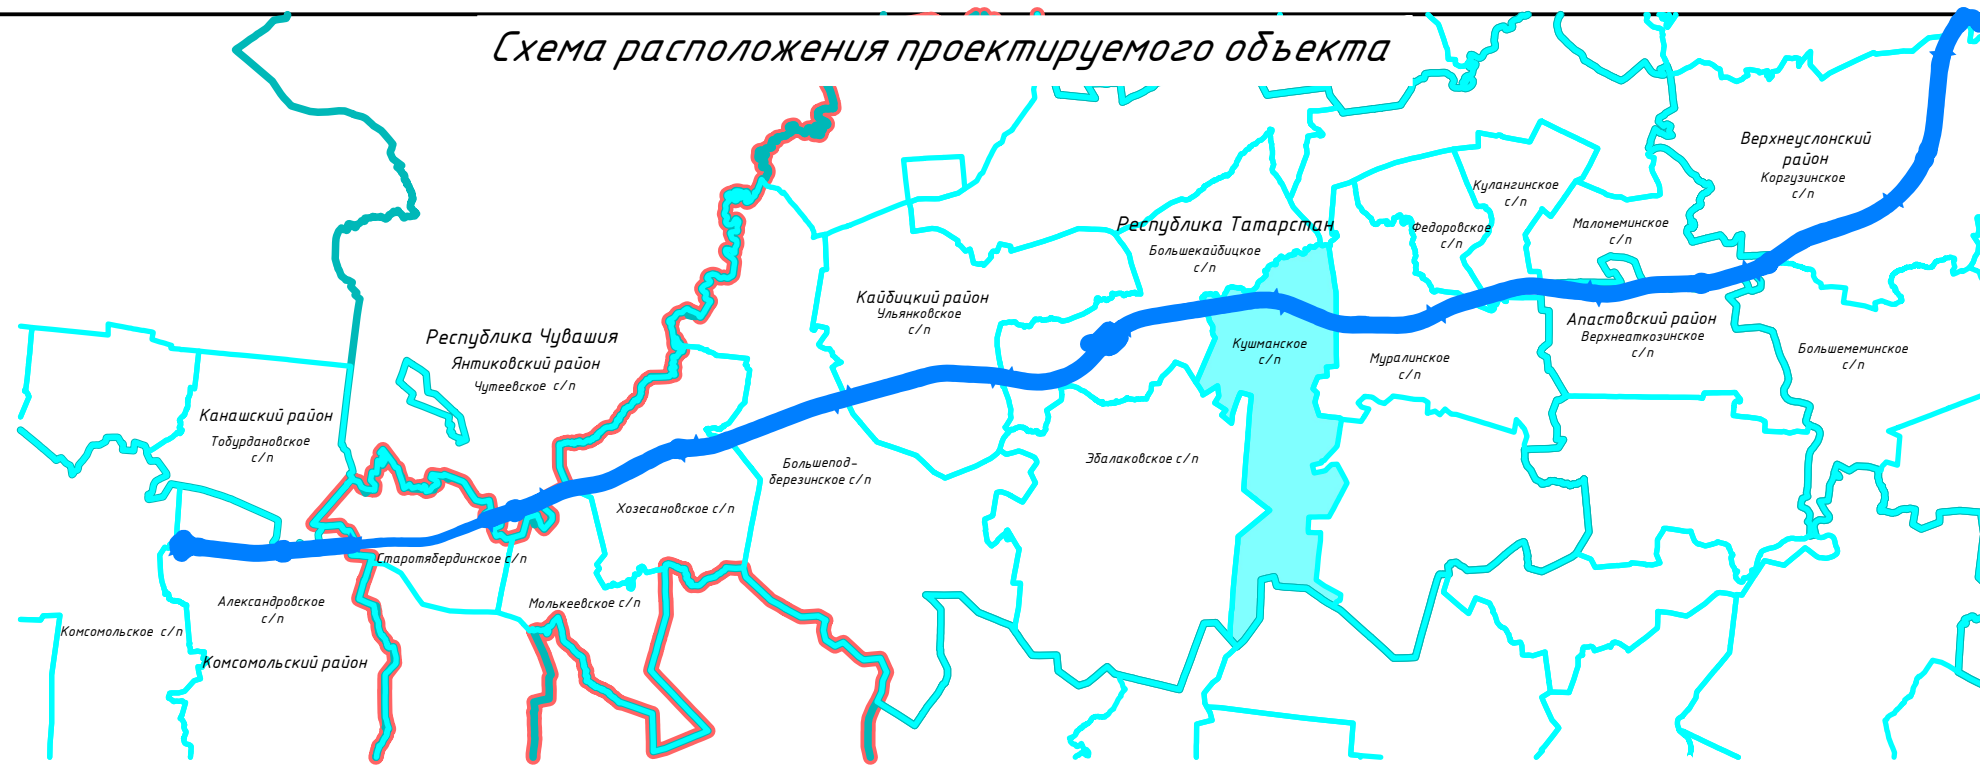 Схема расположения проектируемого объекта
Верхнеуслонский
район
Коргузинское
с/п
Кулангинское
с/п
Республика Татарстан
Федоровское
с/п
Маломеминское
с/п
Большекайбицкое
с/п
Кайбицкий район
Ульянковское
с/п
Апастовский район
Верхнеаткозинское
с/п
Республика Чувашия
Янтиковский район
Чутеевское с/п
Кушманское
с/п
Муралинское
с/п
Большемеминское
с/п
Канашский район
Тобурдановское
с/п
Большепод-
березинское с/п
Эбалаковское с/п
Хозесановское с/п
Старотябердинское с/п
Александровское
с/п
Молькеевское с/п
Комсомольское с/п
Комсомольский район